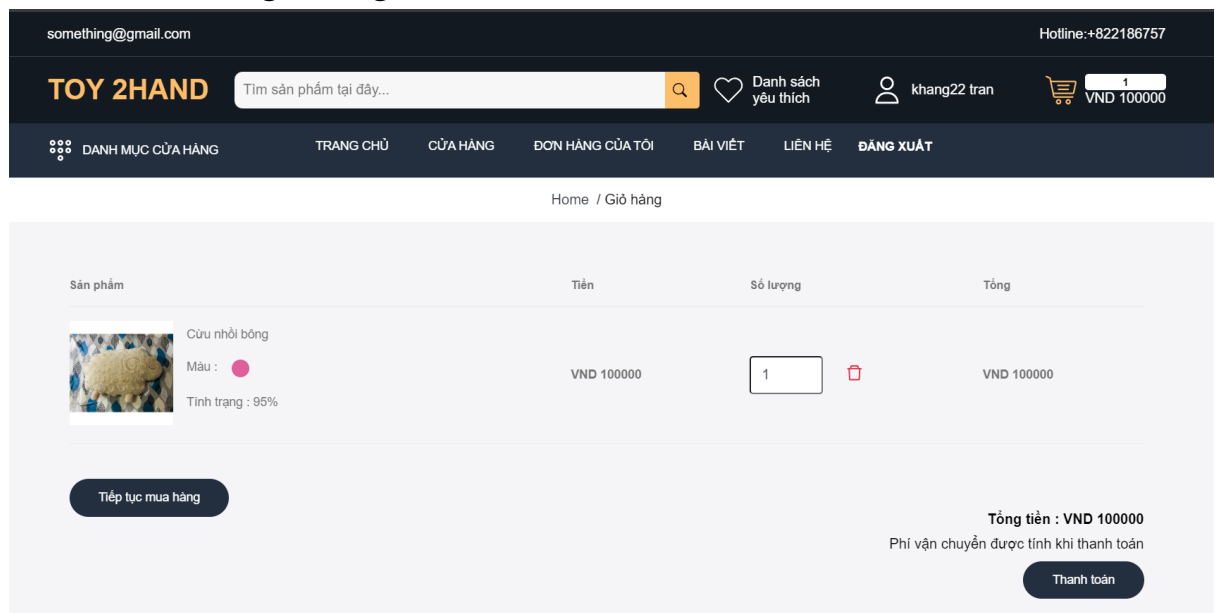 something@gmail.com
Hotline:+822186757
TOY 2HAND
Tìm sản phẩm tại đây...
Danh sách
yêu thích
khang22 tran
1
VND 100000
DANH MỤC CỬA HÀNG
TRANG CHỦ
CỬA HÀNG
ĐƠN HÀNG CỦA TÔI
BÀI VIẾT
LIÊN HỆ
ĐĂNG XUẤT
Home / Giỏ hàng
Sản phẩm
Tiền
Số lượng
Tổng
Cừu nhồi bông
Màu :
Tình trạng : 95%
VND 100000
1
VND 100000
Tiếp tục mua hàng
Tổng tiền : VND 100000
Phí vận chuyển được tính khi thanh toán
Thanh toán